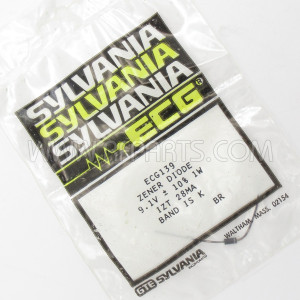 SYLVANIA
SYLVANIA
SYLVANIA
ECG®
ECG139
ZENER DIODE
9.1V ± 10% 1W
IZT 28MA
BAND IS K BR
GTE SYLVANIA
WALTHAM, MASS. 02154